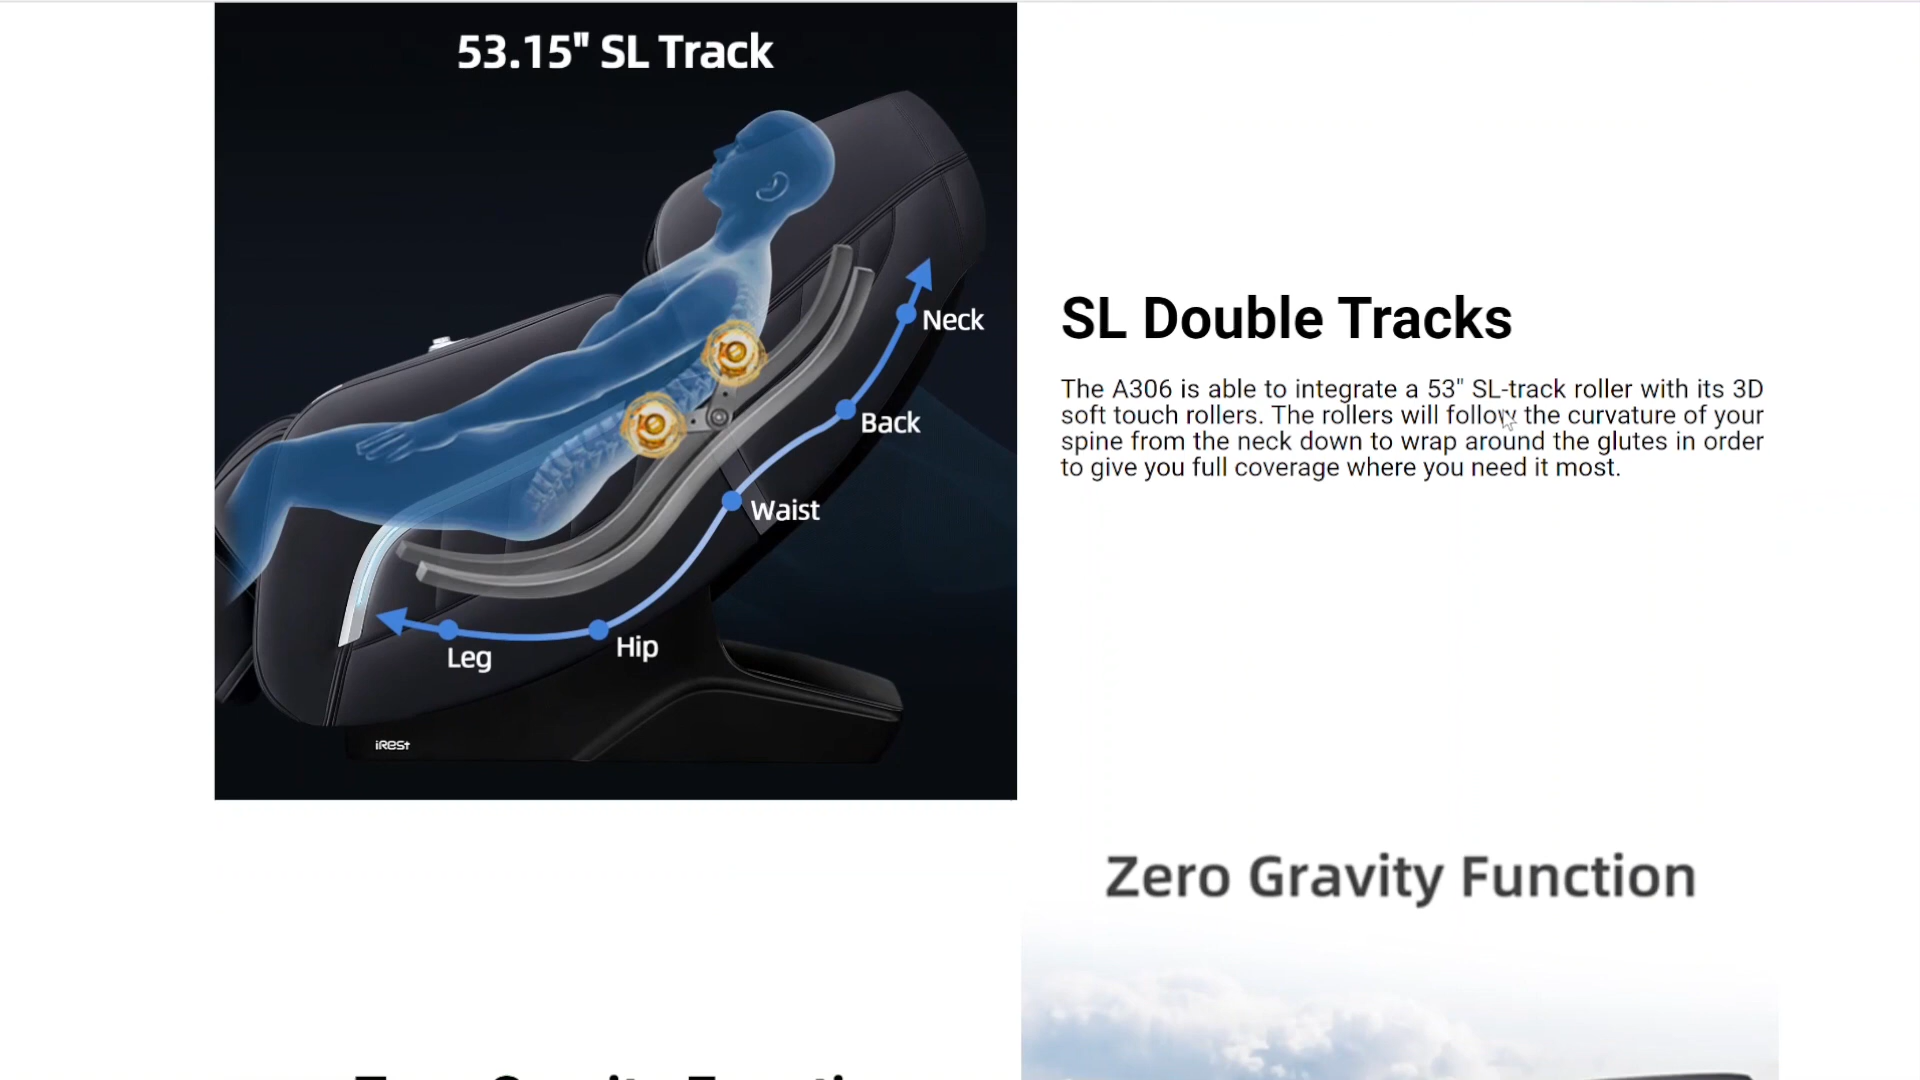 53.15" SL Track
Neck
Back
Waist
Hip
Leg
iRest
SL Double Tracks
The A306 is able to integrate a 53" SL-track roller with its 3D
soft touch rollers. The rollers will follow the curvature of your
spine from the neck down to wrap around the glutes in order
to give you full coverage where you need it most.
Zero Gravity Function